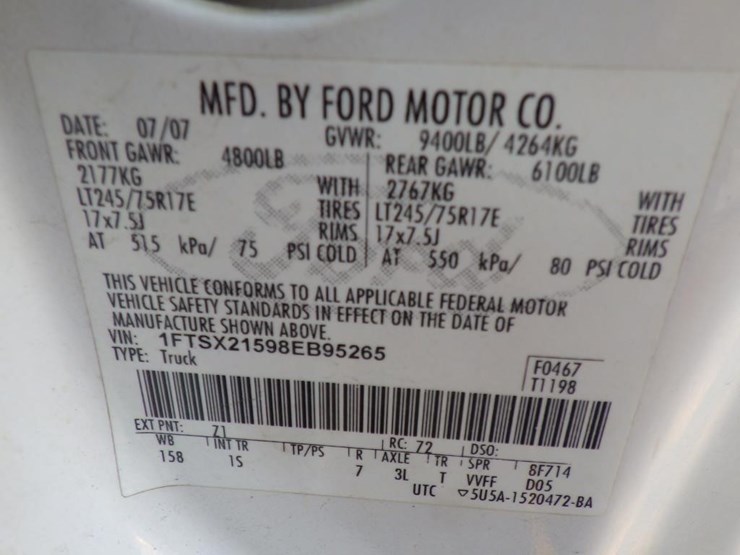 MFD. BY FORD MOTOR CO.
DATE: 07/07 GVWR: 9400LB/ 4264KG
FRONT GAWR: 4800LB REAR GAWR: 6100LB
2177KG WITH 2767KG WITH
LT245/75R17E TIRES LT245/75R17E TIRES
17x7.5J RIMS 17x7.5J RIMS
AT 515 kPa/ 75 PSI COLD AT 550 kPa/ 80 PSI COLD
THIS VEHICLE CONFORMS TO ALL APPLICABLE FEDERAL MOTOR
VEHICLE SAFETY STANDARDS IN EFFECT ON THE DATE OF
MANUFACTURE SHOWN ABOVE.
VIN: 1FTSX21598EB95265
TYPE: Truck
F0467
T1198
EXT PNT: 71 RC: 72 DSO:
WB INT TR TP/PS R AXLE TR SPR 8F714
158 1S 7 3L T VVFF D05
UTC ▽5U5A-1520472-BA